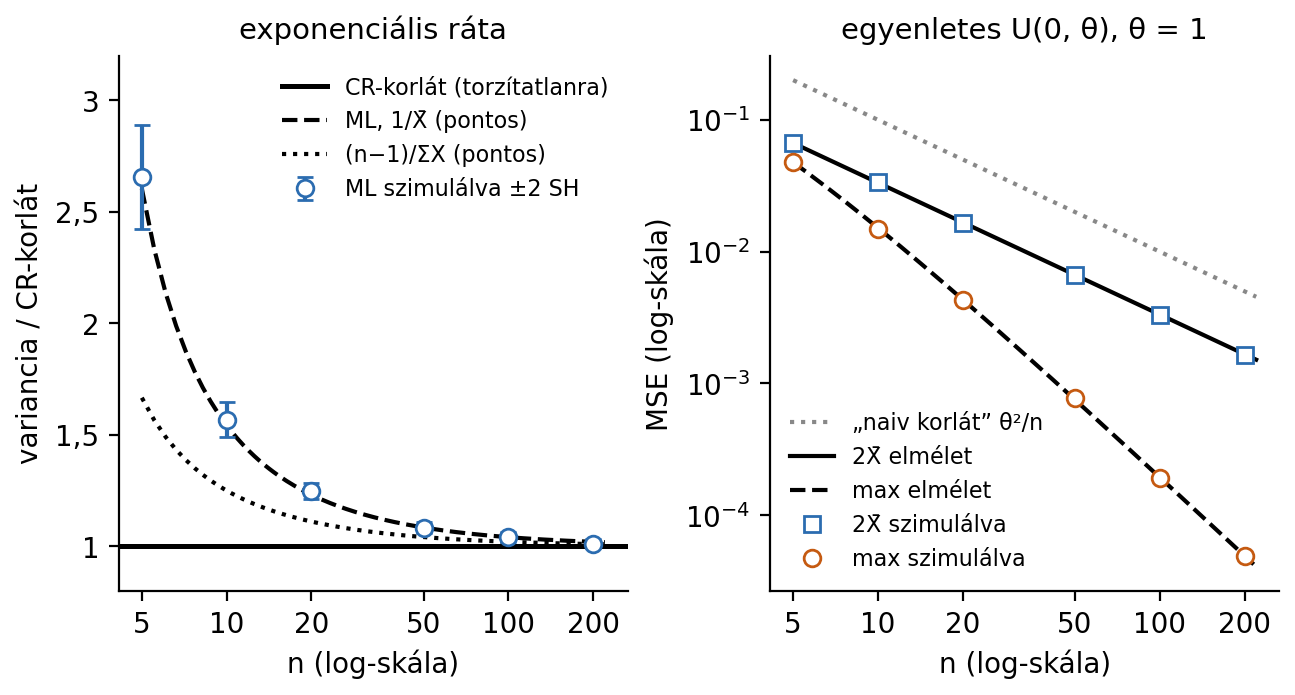 exponenciális ráta
variancia / CR-korlát
3
2,5
2
1,5
1
CR-korlát (torzítatlanra)
ML, 1/X̄ (pontos)
(n−1)/ΣX (pontos)
ML szimulálva ±2 SH
5 10 20 50 100 200
n (log-skála)
egyenletes U(0, θ), θ = 1
MSE (log-skála)
10⁻¹
10⁻²
10⁻³
10⁻⁴
„naiv korlát” θ²/n
2X̄ elmélet
max elmélet
2X̄ szimulálva
max szimulálva
5 10 20 50 100 200
n (log-skála)